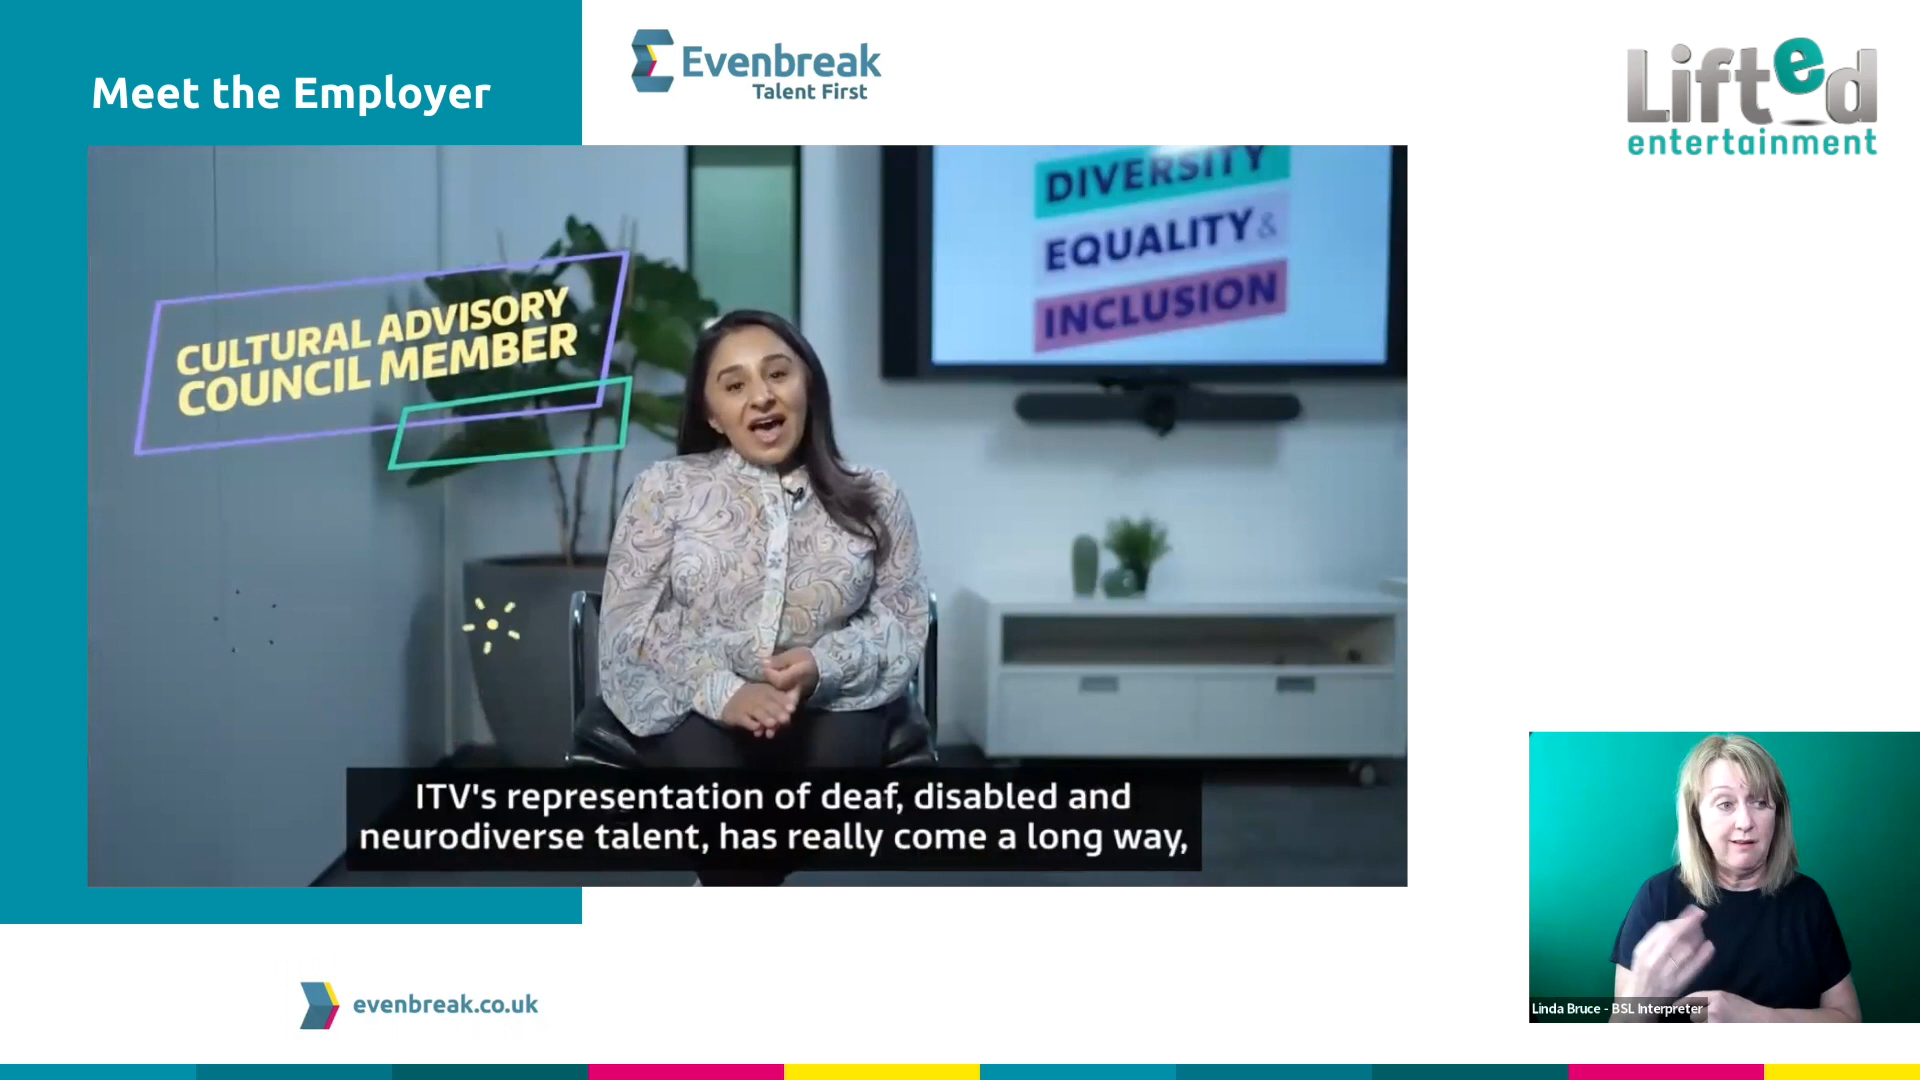 Meet the Employer
Evenbreak
Talent First
Lifted
entertainment
DIVERSITY
EQUALITY &
INCLUSION
CULTURAL ADVISORY
COUNCIL MEMBER
ITV's representation of deaf, disabled and
neurodiverse talent, has really come a long way,
Linda Bruce - BSL Interpreter
evenbreak.co.uk